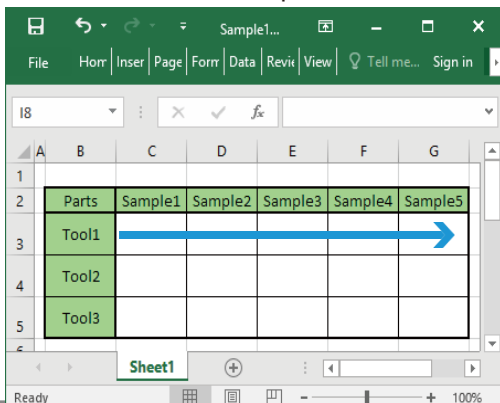 Sample1...
File Hom Inser Page Form Data Revie View Tell me... Sign in
I8 fx
A B C D E F G
1
2 Parts Sample1 Sample2 Sample3 Sample4 Sample5
3 Tool1
4 Tool2
5 Tool3
Sheet1
Ready 100%